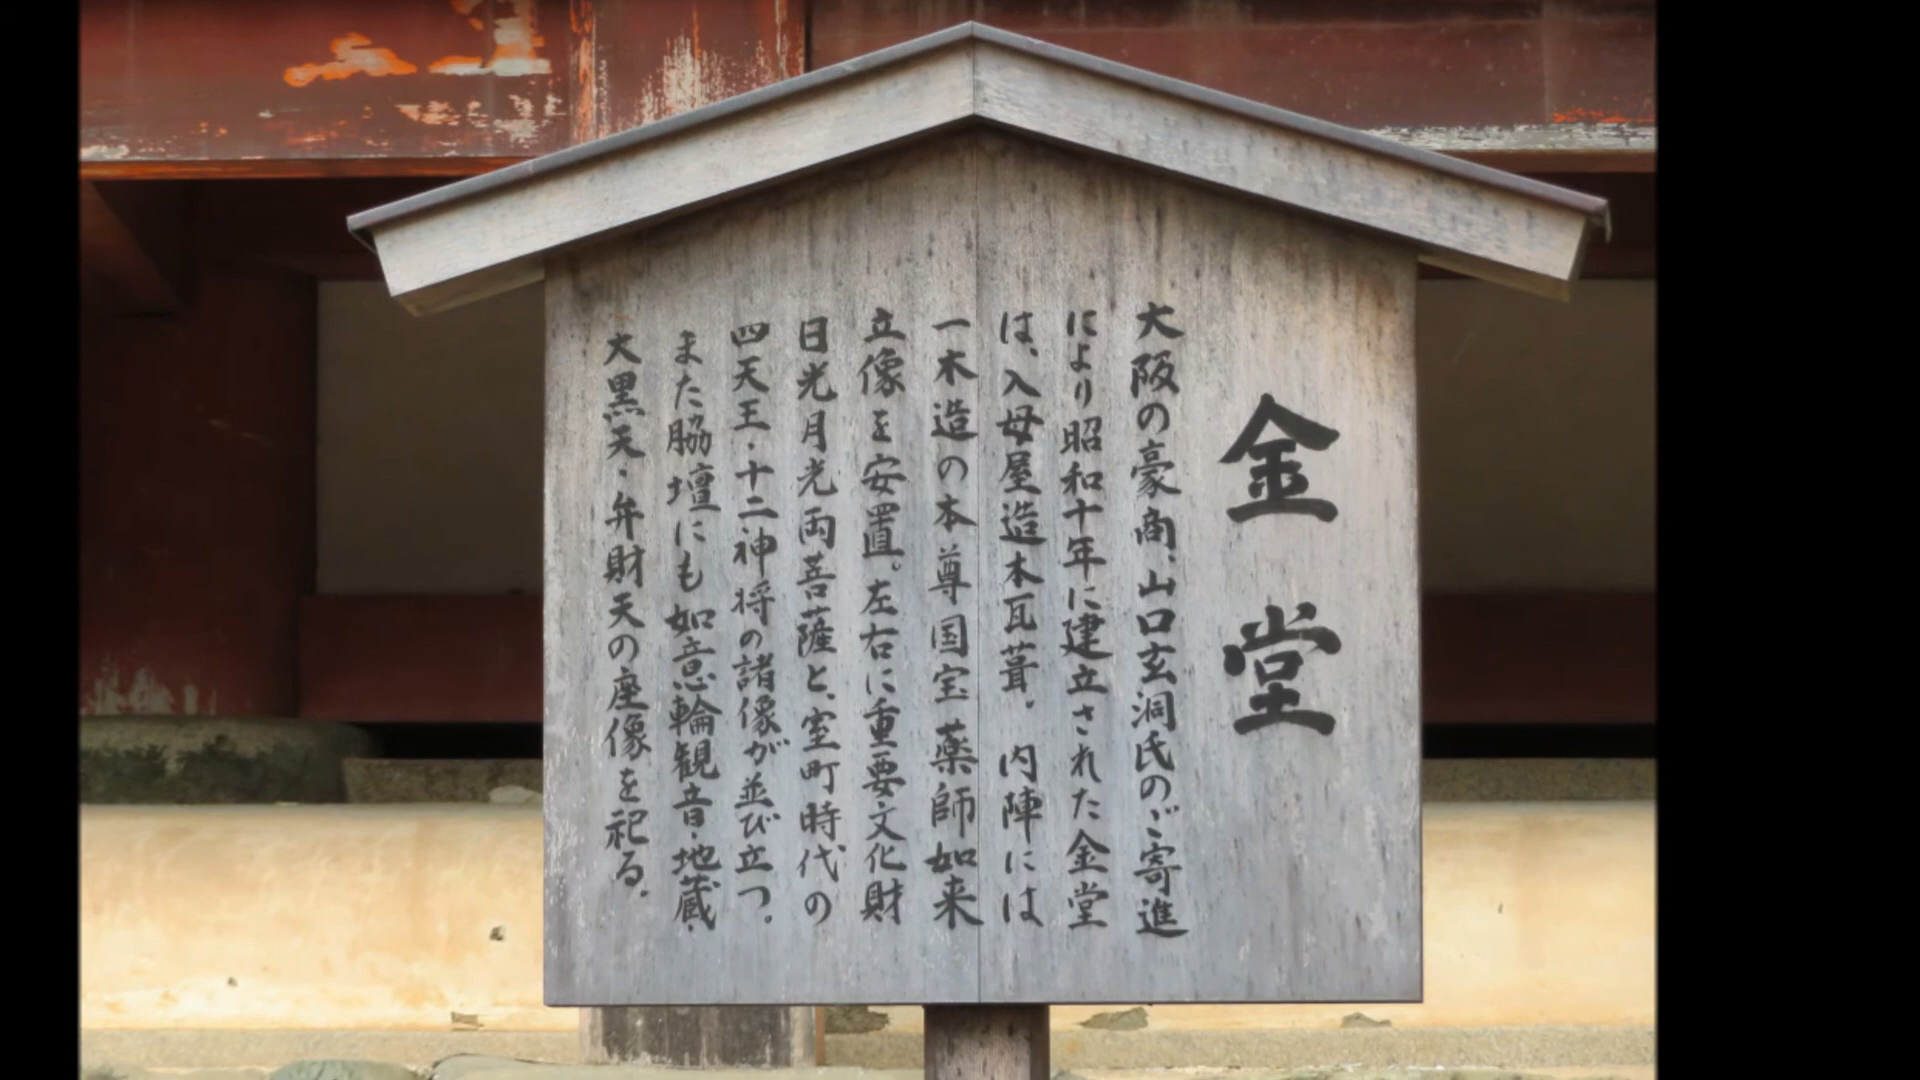 金堂
大阪の豪商、山口玄洞氏のご寄進
により昭和十年に建立された金堂
は、入母屋造本瓦葺。内陣には
一木造の本尊国宝薬師如来
立像を安置。左右に重要文化財
日光月光両菩薩と、室町時代の
四天王・十二神将の諸像が並び立つ。
また脇壇にも如意輪観音・地蔵・
大黒天・弁財天の座像を祀る。